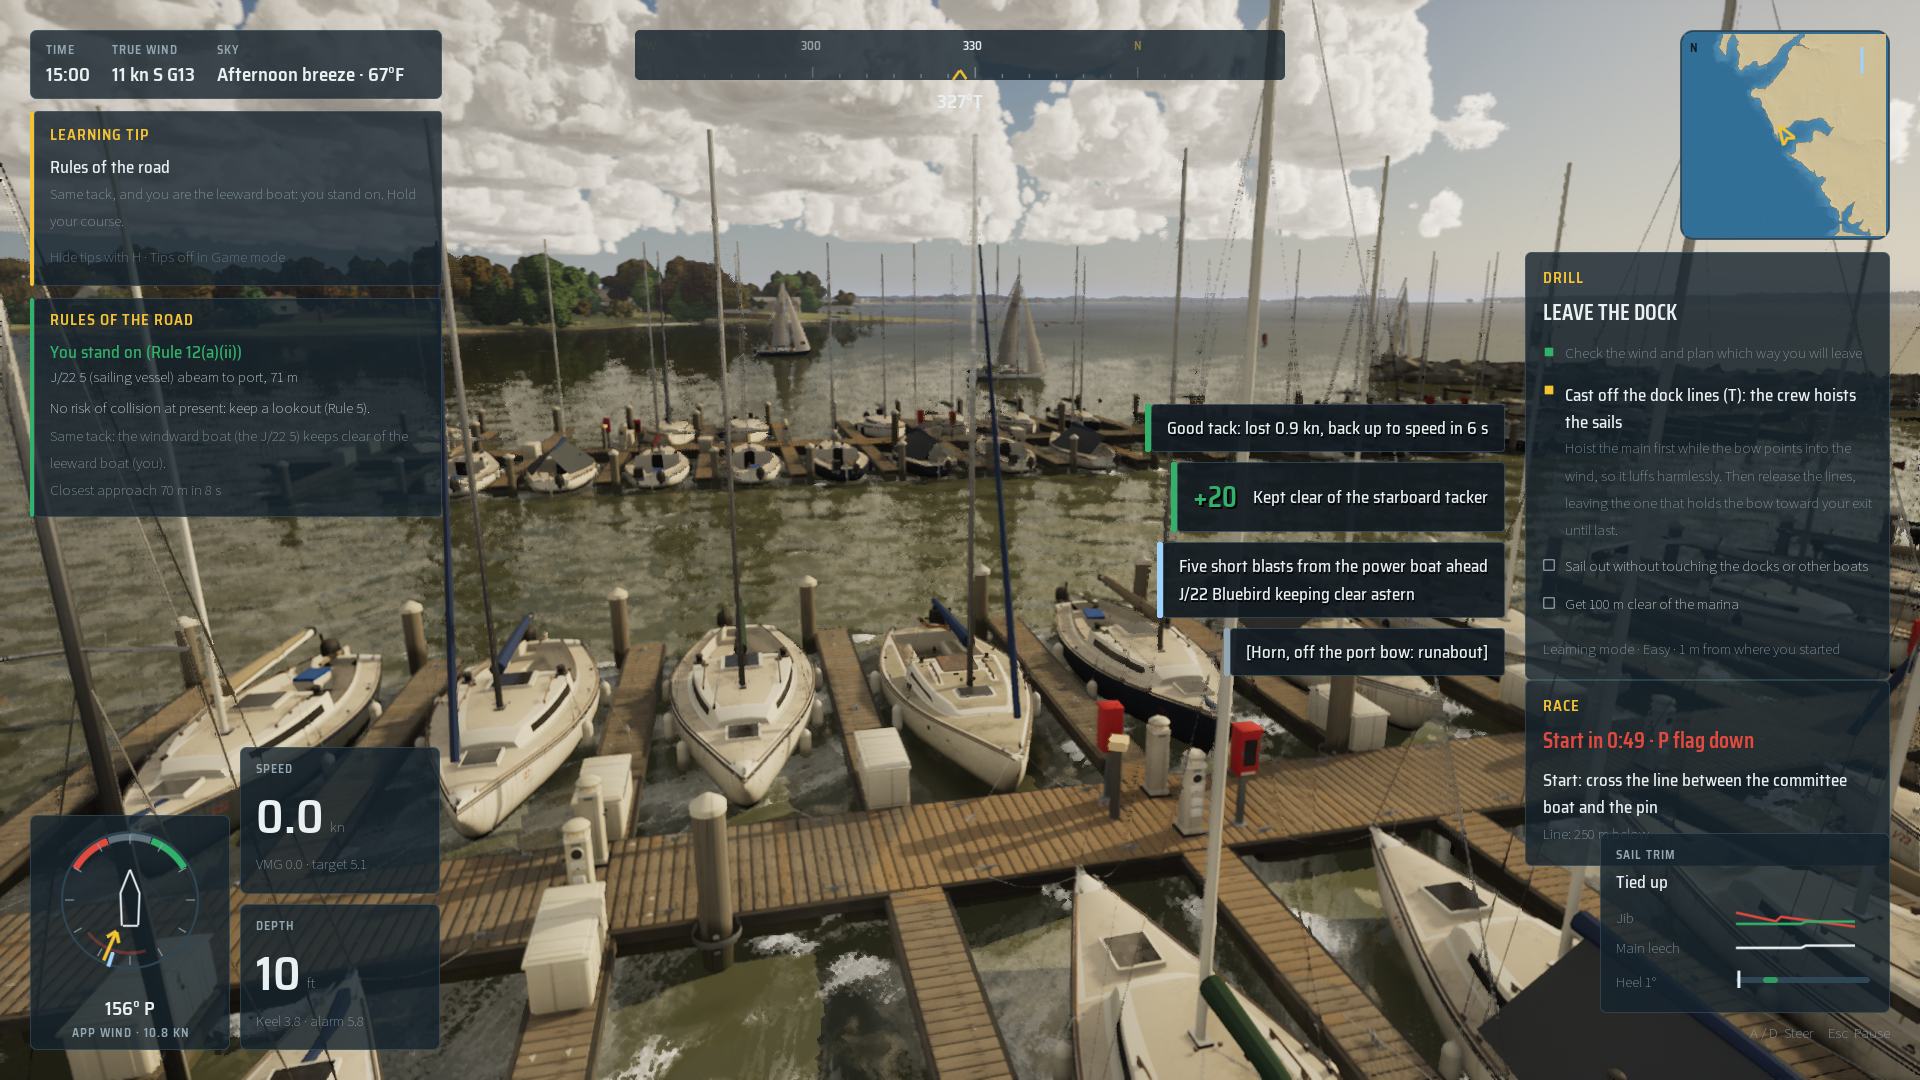 TIME TRUE WIND SKY
15:00 11 kn S G13 Afternoon breeze · 67°F
LEARNING TIP
Rules of the road
Same tack, and you are the leeward boat: you stand on. Hold
your course.
Hide tips with H · Tips off in Game mode
RULES OF THE ROAD
You stand on (Rule 12(a)(ii))
J/22 5 (sailing vessel) abeam to port, 71 m
No risk of collision at present: keep a lookout (Rule 5).
Same tack: the windward boat (the J/22 5) keeps clear of the
leeward boat (you).
Closest approach 70 m in 8 s
W 300 330 N
327°T
N
DRILL
LEAVE THE DOCK
Check the wind and plan which way you will leave
Cast off the dock lines (T): the crew hoists
the sails
Hoist the main first while the bow points into the
wind, so it luffs harmlessly. Then release the lines,
leaving the one that holds the bow toward your exit
until last.
Sail out without touching the docks or other boats
Get 100 m clear of the marina
Learning mode · Easy · 1 m from where you started
RACE
Start in 0:49 · P flag down
Start: cross the line between the committee
boat and the pin
Line: 250 m below
Good tack: lost 0.9 kn, back up to speed in 6 s
+20 Kept clear of the starboard tacker
Five short blasts from the power boat ahead
J/22 Bluebird keeping clear astern
[Horn, off the port bow: runabout]
SPEED
0.0 kn
VMG 0.0 · target 5.1
DEPTH
10 ft
Keel 3.8 · alarm 5.8
156° P
APP WIND · 10.8 KN
SAIL TRIM
Tied up
Jib
Main leech
Heel 1°
A / D Steer Esc Pause